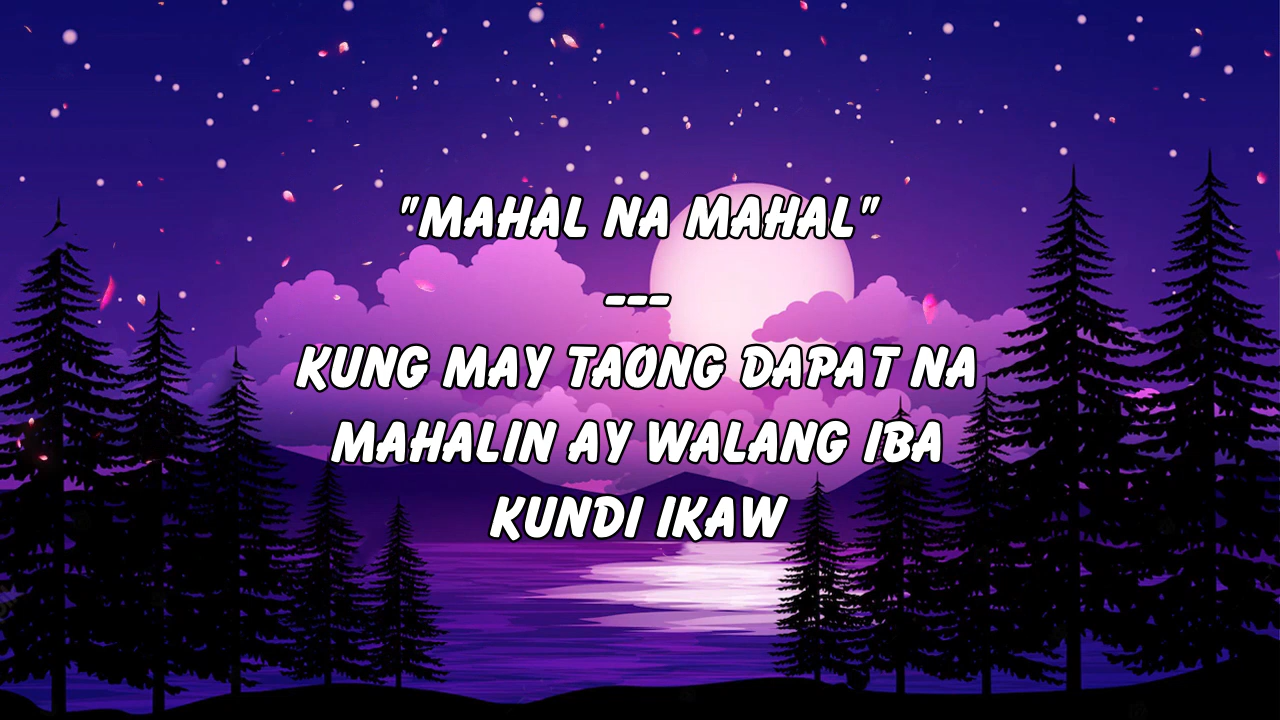 "MAHAL NA MAHAL"
---
KUNG MAY TAONG DAPAT NA
MAHALIN AY WALANG IBA
KUNDI IKAW